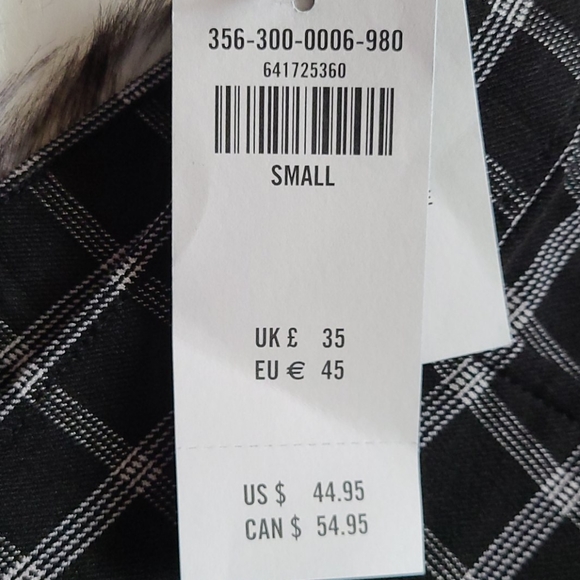 356-300-0006-980
641725360
SMALL
UK £ 35
EU € 45
US $ 44.95
CAN $ 54.95